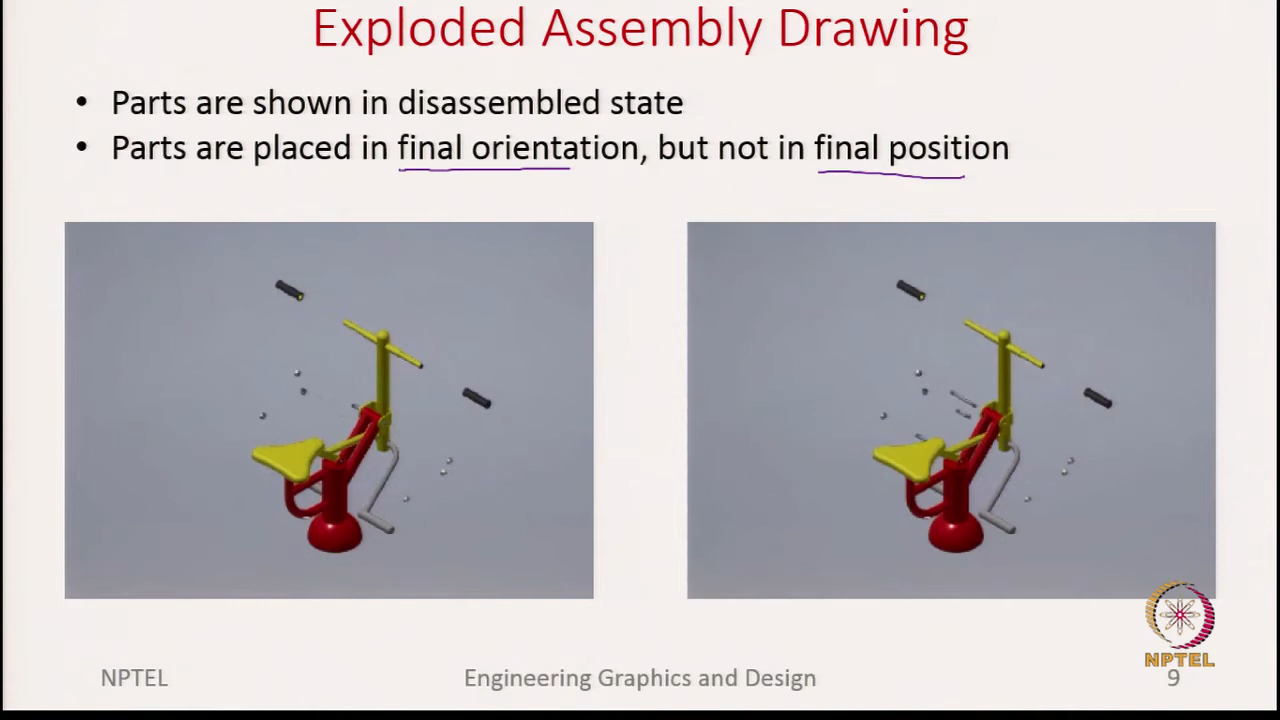 Exploded Assembly Drawing
• Parts are shown in disassembled state
• Parts are placed in final orientation, but not in final position
NPTEL
NPTEL Engineering Graphics and Design 9